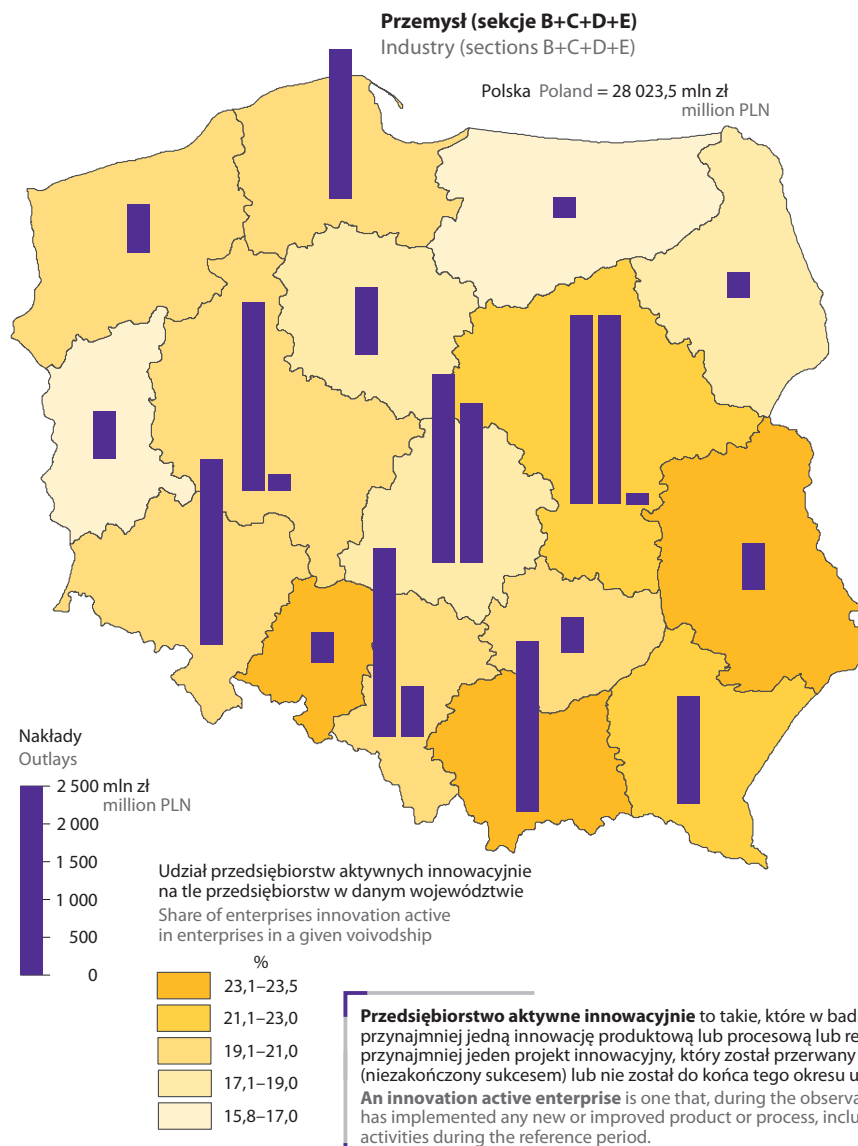 Przemysł (sekcje B+C+D+E)
Industry (sections B+C+D+E)
Polska Poland = 28 023,5 mln zł
million PLN
Nakłady
Outlays
2 500 mln zł
million PLN
2 000
1 500
1 000
500
0
Udział przedsiębiorstw aktywnych innowacyjnie
na tle przedsiębiorstw w danym województwie
Share of enterprises innovation active
in enterprises in a given voivodship
%
23,1–23,5
21,1–23,0
19,1–21,0
17,1–19,0
15,8–17,0
Przedsiębiorstwo aktywne innowacyjnie to takie, które w bad
przynajmniej jedną innowację produktową lub procesową lub re
przynajmniej jeden projekt innowacyjny, który został przerwany
(niezakończony sukcesem) lub nie został do końca tego okresu u
An innovation active enterprise is one that, during the observa
has implemented any new or improved product or process, inclu
activities during the reference period.